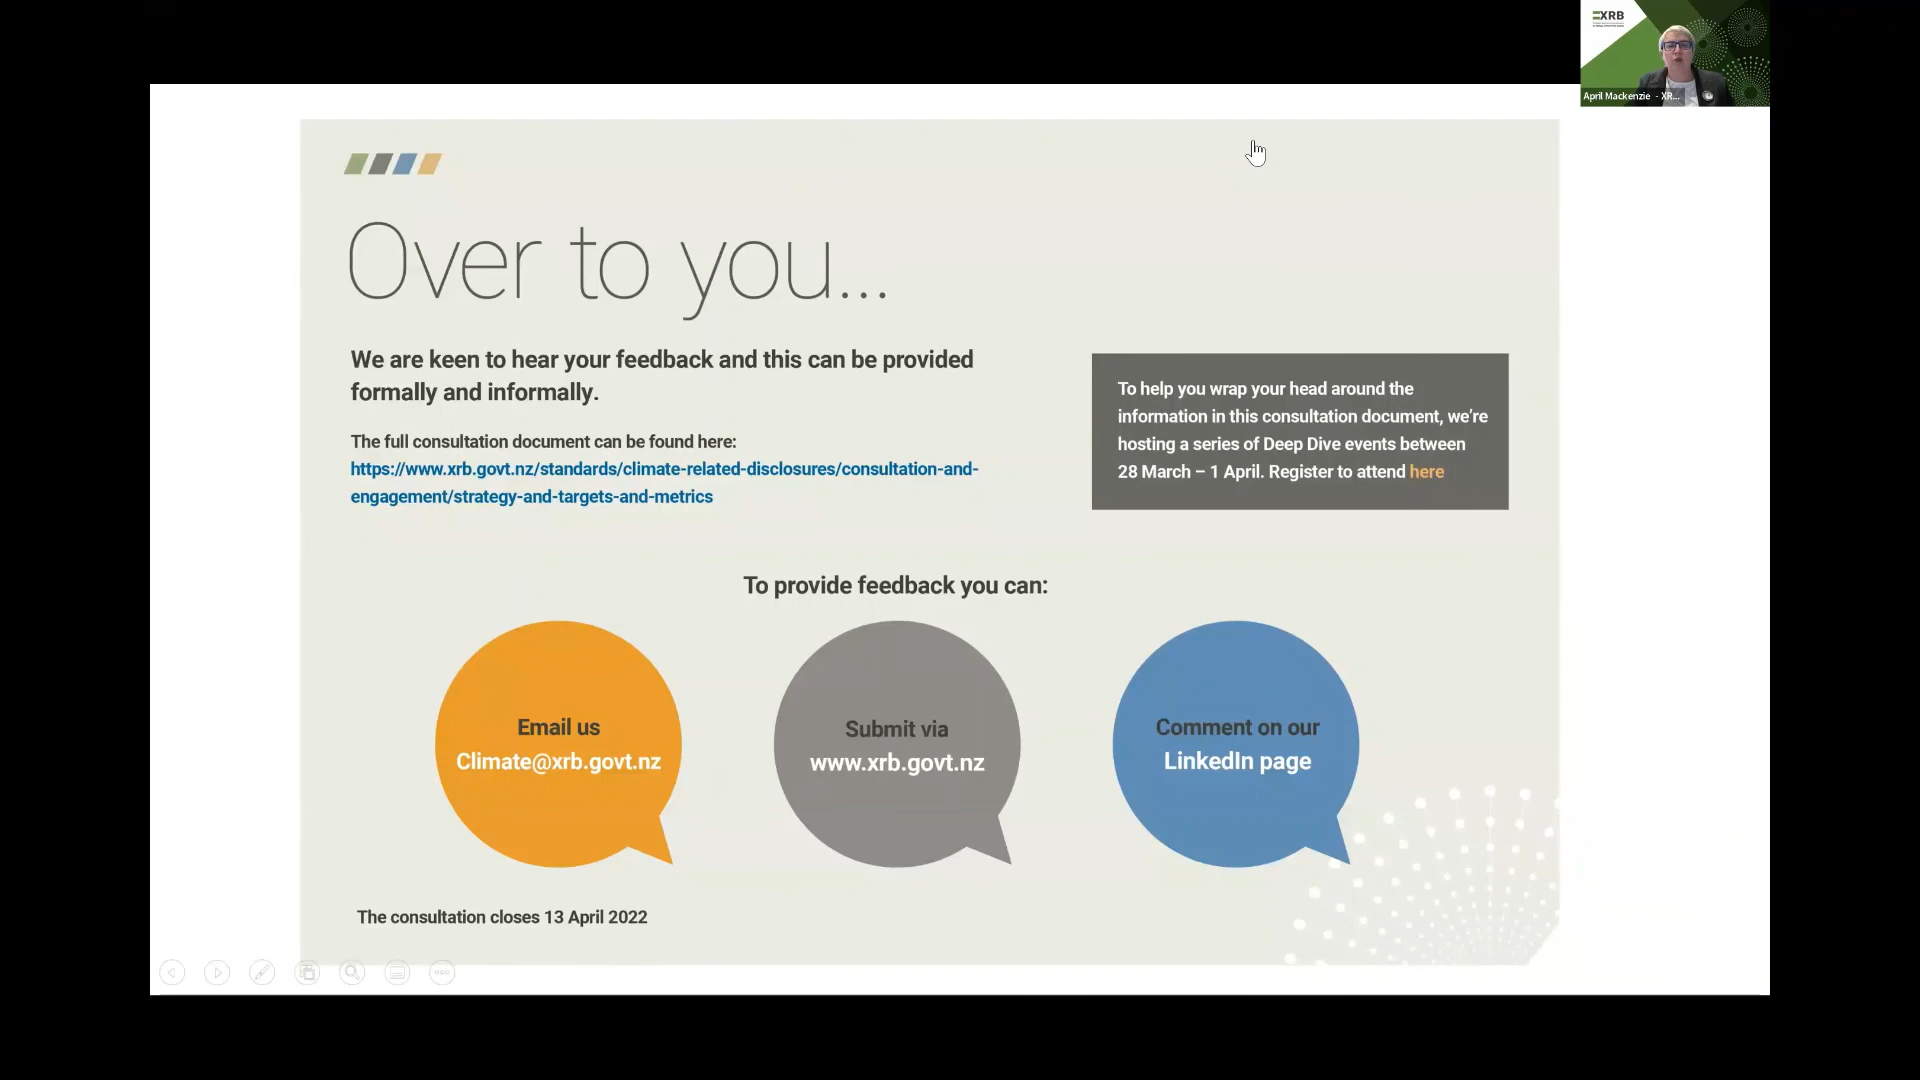 XRB
April Mackenzie - XR...
Over to you...
We are keen to hear your feedback and this can be provided
formally and informally.
The full consultation document can be found here:
https://www.xrb.govt.nz/standards/climate-related-disclosures/consultation-and-
engagement/strategy-and-targets-and-metrics
To help you wrap your head around the
information in this consultation document, we're
hosting a series of Deep Dive events between
28 March – 1 April. Register to attend here
To provide feedback you can:
Email us
Climate@xrb.govt.nz
Submit via
www.xrb.govt.nz
Comment on our
LinkedIn page
The consultation closes 13 April 2022